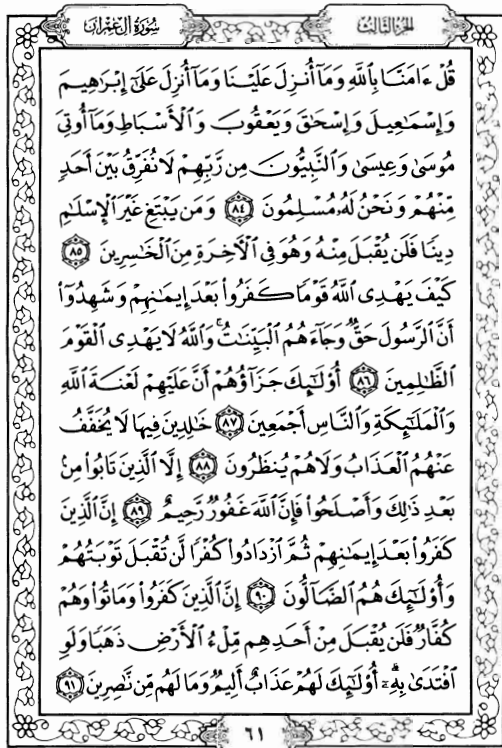 الجزء الثالث
سورة آل عمران
قُلْ ءَامَنَّا بِٱللَّهِ وَمَآ أُنزِلَ عَلَيْنَا وَمَآ أُنزِلَ عَلَىٰٓ إِبْرَٰهِيمَ
وَإِسْمَٰعِيلَ وَإِسْحَٰقَ وَيَعْقُوبَ وَٱلْأَسْبَاطِ وَمَآ أُوتِىَ
مُوسَىٰ وَعِيسَىٰ وَٱلنَّبِيُّونَ مِن رَّبِّهِمْ لَا نُفَرِّقُ بَيْنَ أَحَدٍ
مِّنْهُمْ وَنَحْنُ لَهُۥ مُسْلِمُونَ ٨٤ وَمَن يَبْتَغِ غَيْرَ ٱلْإِسْلَٰمِ
دِينًا فَلَن يُقْبَلَ مِنْهُ وَهُوَ فِى ٱلْءَاخِرَةِ مِنَ ٱلْخَٰسِرِينَ ٨٥
كَيْفَ يَهْدِى ٱللَّهُ قَوْمًا كَفَرُوا۟ بَعْدَ إِيمَٰنِهِمْ وَشَهِدُوٓا۟
أَنَّ ٱلرَّسُولَ حَقٌّ وَجَآءَهُمُ ٱلْبَيِّنَٰتُ ۚ وَٱللَّهُ لَا يَهْدِى ٱلْقَوْمَ
ٱلظَّٰلِمِينَ ٨٦ أُو۟لَٰٓئِكَ جَزَآؤُهُمْ أَنَّ عَلَيْهِمْ لَعْنَةَ ٱللَّهِ
وَٱلْمَلَٰٓئِكَةِ وَٱلنَّاسِ أَجْمَعِينَ ٨٧ خَٰلِدِينَ فِيهَا لَا يُخَفَّفُ
عَنْهُمُ ٱلْعَذَابُ وَلَا هُمْ يُنظَرُونَ ٨٨ إِلَّا ٱلَّذِينَ تَابُوا۟ مِنۢ
بَعْدِ ذَٰلِكَ وَأَصْلَحُوا۟ فَإِنَّ ٱللَّهَ غَفُورٌ رَّحِيمٌ ٨٩ إِنَّ ٱلَّذِينَ
كَفَرُوا۟ بَعْدَ إِيمَٰنِهِمْ ثُمَّ ٱزْدَادُوا۟ كُفْرًا لَّن تُقْبَلَ تَوْبَتُهُمْ
وَأُو۟لَٰٓئِكَ هُمُ ٱلضَّآلُّونَ ٩٠ إِنَّ ٱلَّذِينَ كَفَرُوا۟ وَمَاتُوا۟ وَهُمْ
كُفَّارٌ فَلَن يُقْبَلَ مِنْ أَحَدِهِم مِّلْءُ ٱلْأَرْضِ ذَهَبًا وَلَوِ
ٱفْتَدَىٰ بِهِۦٓ ۗ أُو۟لَٰٓئِكَ لَهُمْ عَذَابٌ أَلِيمٌ وَمَا لَهُم مِّن نَّٰصِرِينَ ٩١
٦١